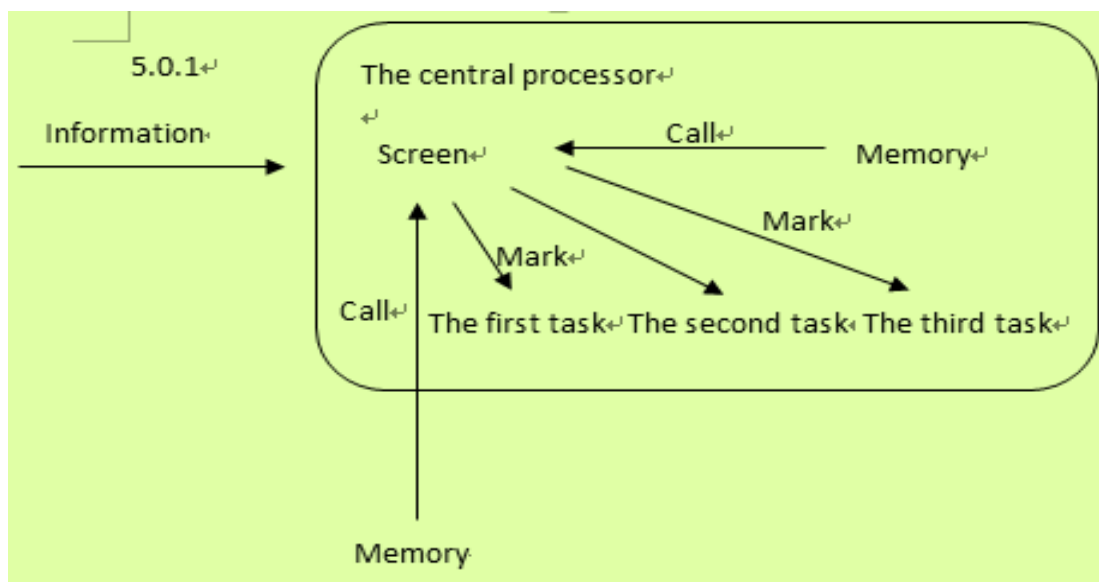 5.0.1
The central processor
Information
Call
Screen
Memory
Mark
Mark
Call
The first task
The second task
The third task
Memory